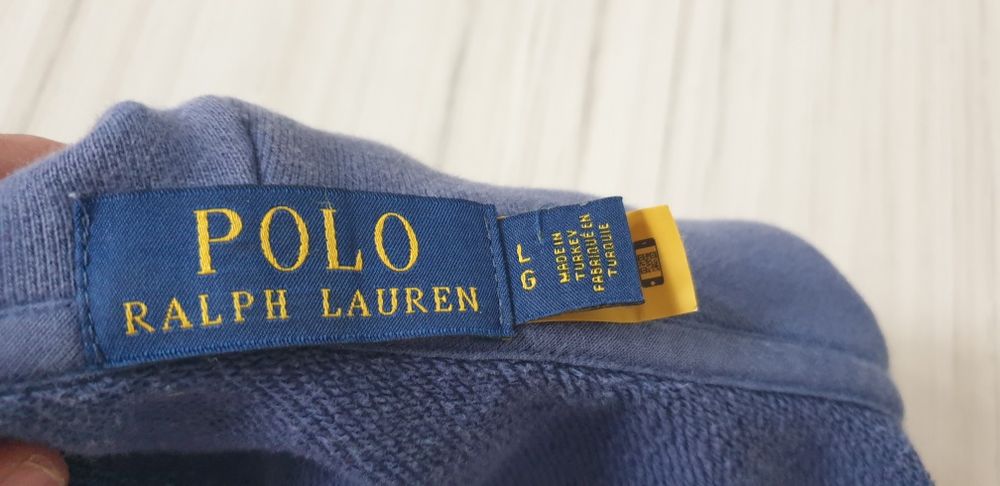 POLO
RALPH LAUREN
L
G
MADE IN
TURKEY
FABRIQUÉ EN
TURQUIE